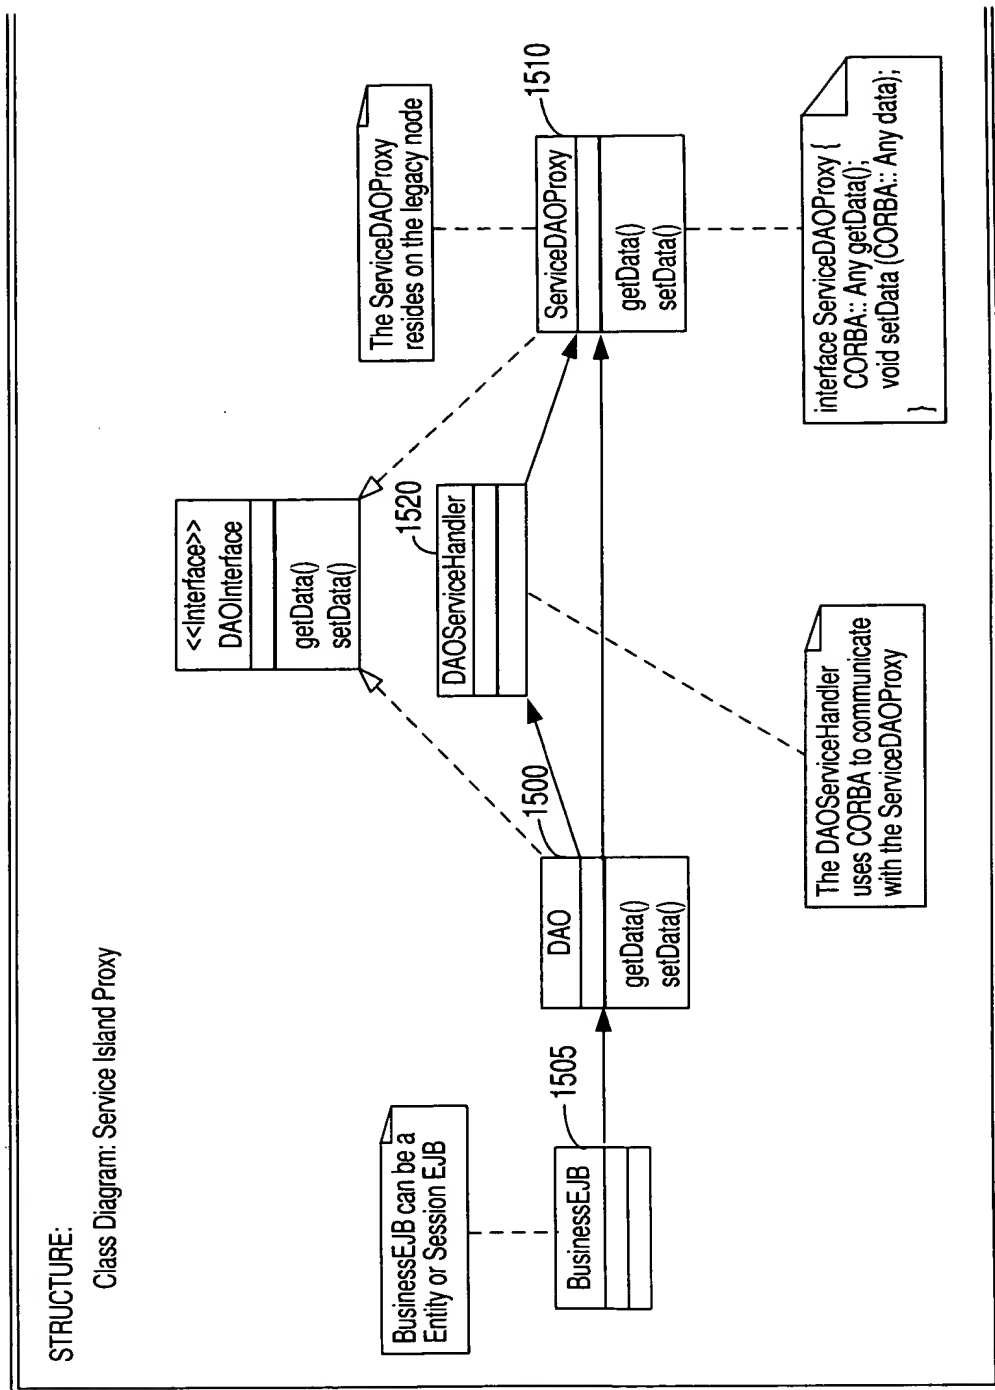 STRUCTURE:
Class Diagram: Service Island Proxy
BusinessEJB can be a
Entity or Session EJB
BusinessEJB
1505
DAO
getData()
setData()
1500
<<Interface>>
DAOInterface
getData()
setData()
DAOServiceHandler
1520
The DAOServiceHandler
uses CORBA to communicate
with the ServiceDAOProxy
The ServiceDAOProxy
resides on the legacy node
ServiceDAOProxy
getData()
setData()
1510
interface ServiceDAOProxy {
CORBA:: Any getData();
void setData (CORBA:: Any data);
}